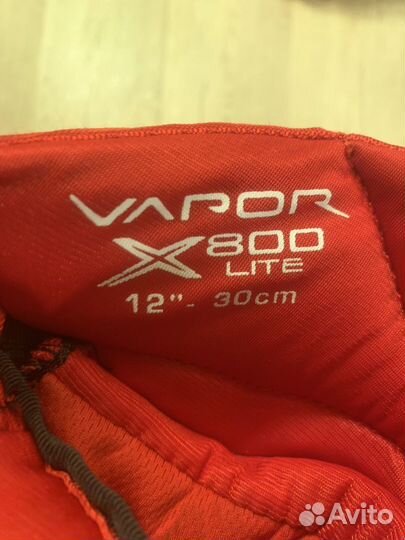 VAPOR
X800
LITE
12"- 30cm
Avito